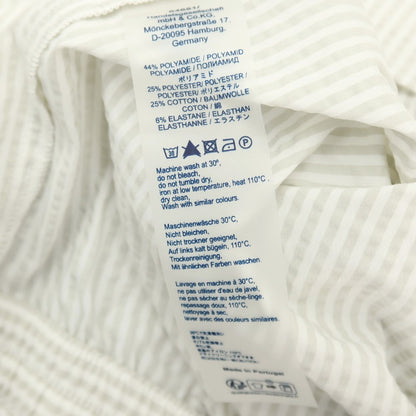 Handelsgesellschaft
mbH & Co.KG.
Mönckebergstraße 17,
D-20095 Hamburg,
Germany
44% POLYAMIDE / POLYAMID
POLYAMIDE / ПОЛИАМИД
ポリアミド
25% POLYESTER/ POLYESTER/
POLYESTER/ ポリエステル
25% COTTON / BAUMWOLLE
COTON / 綿
6% ELASTANE / ELASTHAN
ELASTHANNE / エラスチン
Machine wash at 30°,
do not bleach,
do not tumble dry,
iron at low temperature, heat 110°C,
dry clean.
Wash with similar colours.
Maschinenwäsche 30°C,
Nicht bleichen,
Nicht trockner geeignet,
Auf links kalt bügeln, 110°C,
Trockenreinigung.
Mit ähnlichen Farben waschen.
Lavage en machine à 30°C,
ne pas utiliser d'eau de javel,
ne pas sécher au sèche-linge.
repassage doux, 110°C,
nettoyage à sec,
laver avec des couleurs similaires.
Made in Portugal